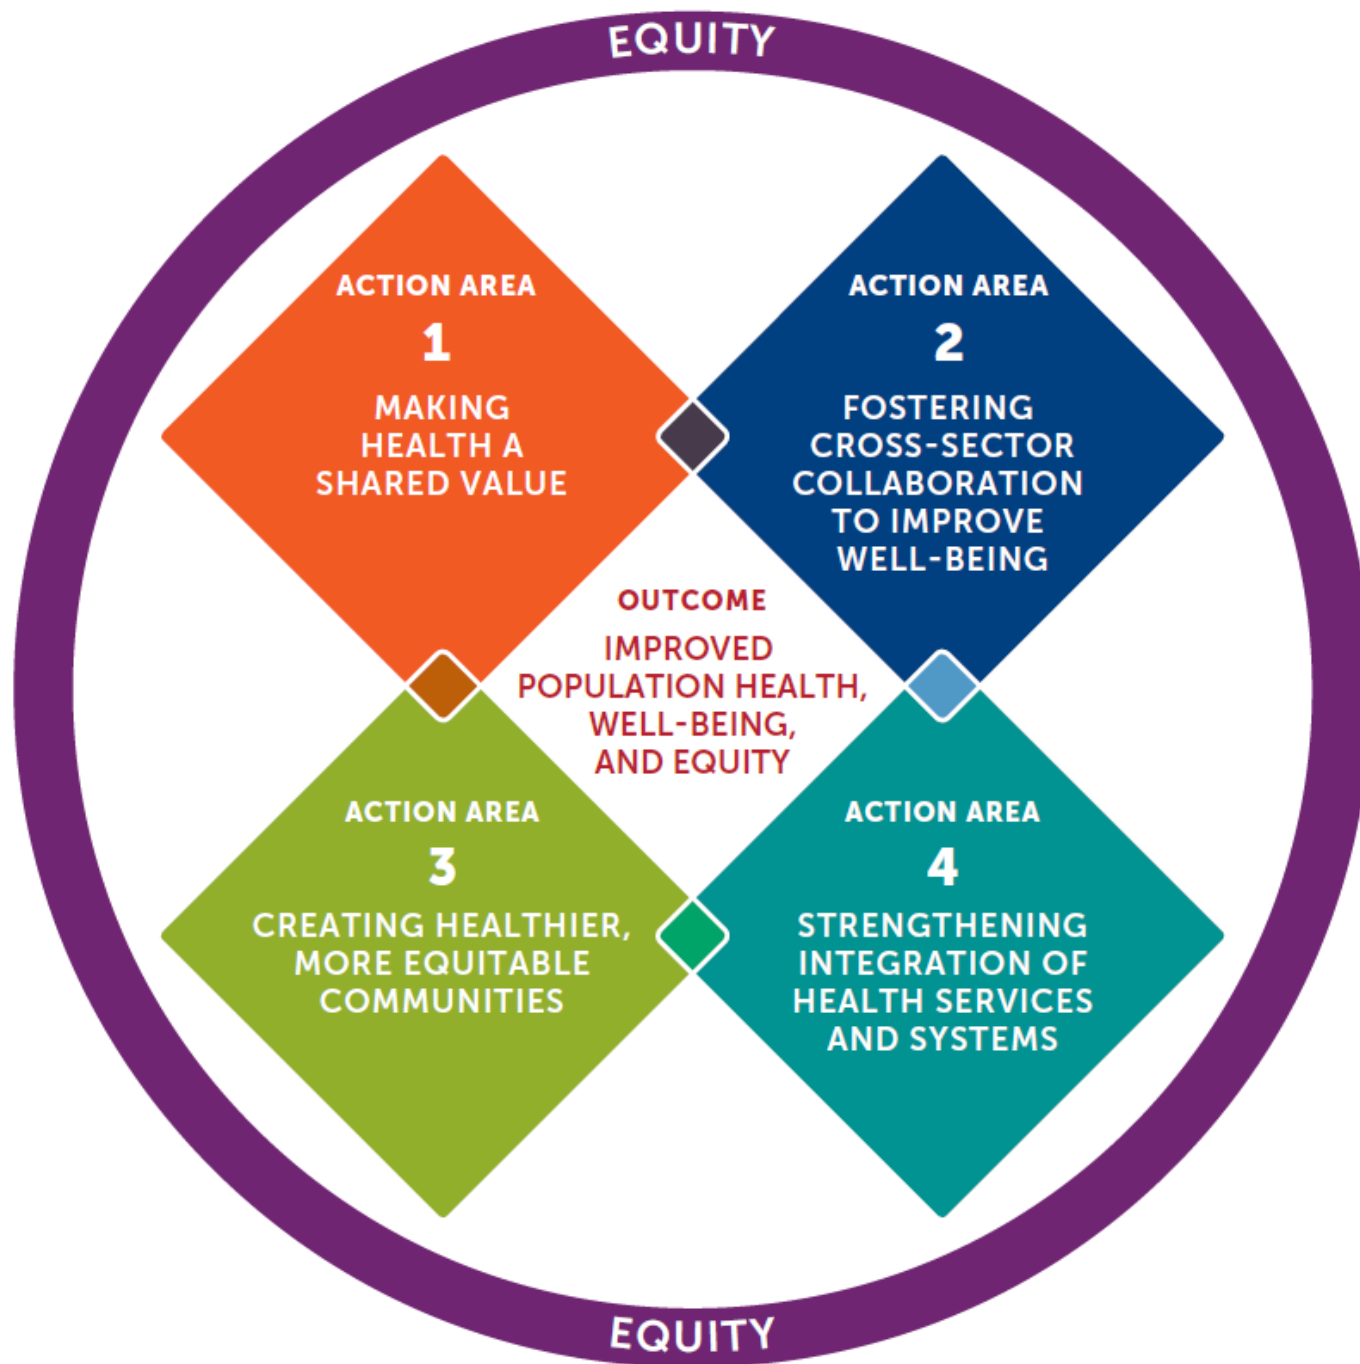 EQUITY
ACTION AREA
1
MAKING
HEALTH A
SHARED VALUE
ACTION AREA
2
FOSTERING
CROSS-SECTOR
COLLABORATION
TO IMPROVE
WELL-BEING
OUTCOME
IMPROVED
POPULATION HEALTH,
WELL-BEING,
AND EQUITY
ACTION AREA
3
CREATING HEALTHIER,
MORE EQUITABLE
COMMUNITIES
ACTION AREA
4
STRENGTHENING
INTEGRATION OF
HEALTH SERVICES
AND SYSTEMS
EQUITY